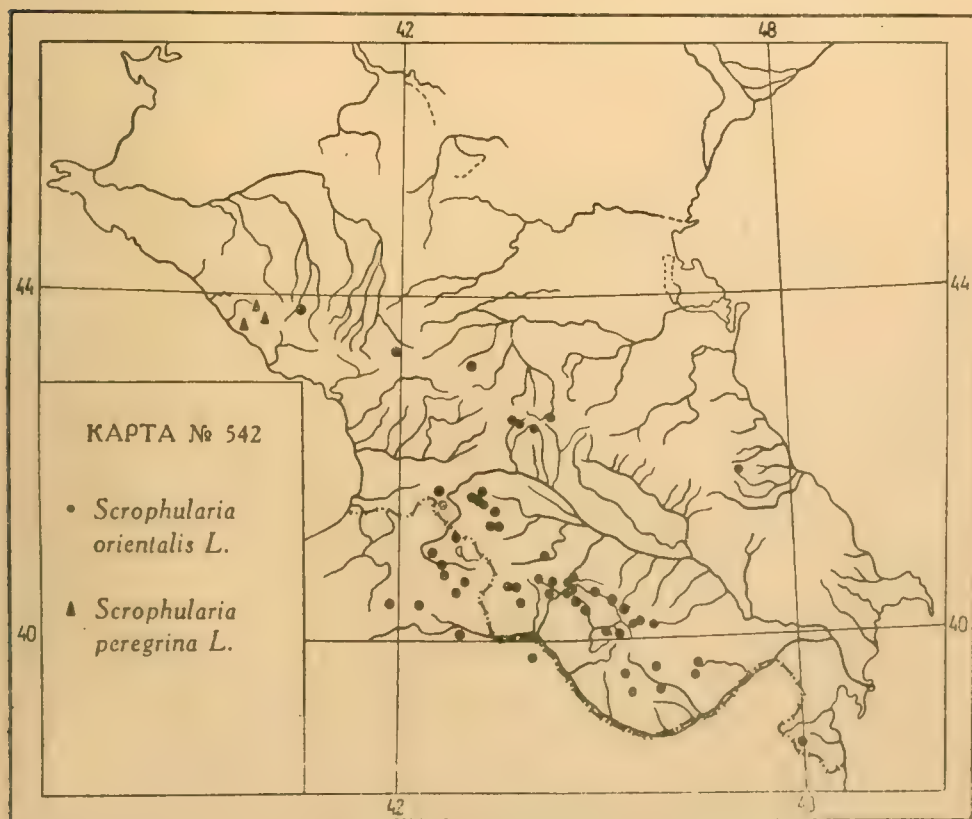 42 48
44 44
КАРТА № 542
Scrophularia
orientalis L.
Scrophularia
peregrina L.
40 40
42